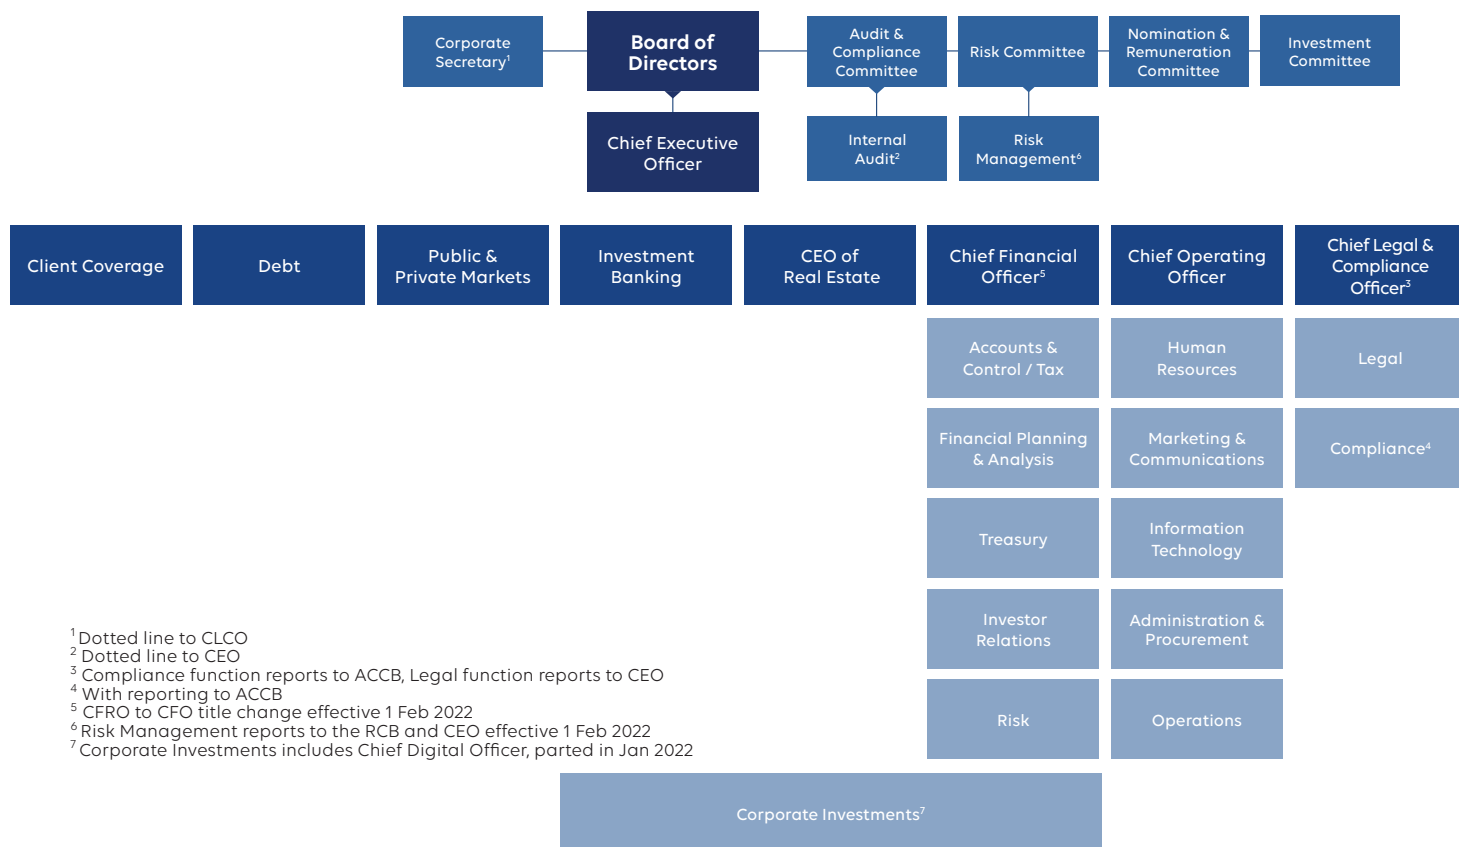 Corporate
Secretary¹
Board of
Directors
Audit &
Compliance
Committee
Risk Committee
Nomination &
Remuneration
Committee
Investment
Committee
Chief Executive
Officer
Internal
Audit²
Risk
Management⁶
Client Coverage
Debt
Public &
Private Markets
Investment
Banking
CEO of
Real Estate
Chief Financial
Officer⁵
Chief Operating
Officer
Chief Legal &
Compliance
Officer³
Accounts &
Control / Tax
Human
Resources
Legal
Financial Planning
& Analysis
Marketing &
Communications
Compliance⁴
Treasury
Information
Technology
Investor
Relations
Administration &
Procurement
Risk
Operations
¹ Dotted line to CLCO
² Dotted line to CEO
³ Compliance function reports to ACCB, Legal function reports to CEO
⁴ With reporting to ACCB
⁵ CFRO to CFO title change effective 1 Feb 2022
⁶ Risk Management reports to the RCB and CEO effective 1 Feb 2022
⁷ Corporate Investments includes Chief Digital Officer, parted in Jan 2022
Corporate Investments⁷